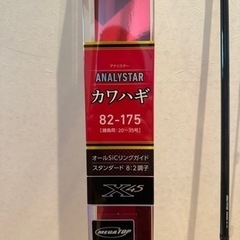 アナリスター
ANALYSTAR
カワハギ
82-175
[錘負荷:20〜35号]
オールSiCリングガイド
スタンダード 8:2調子
X45
MEGATOP